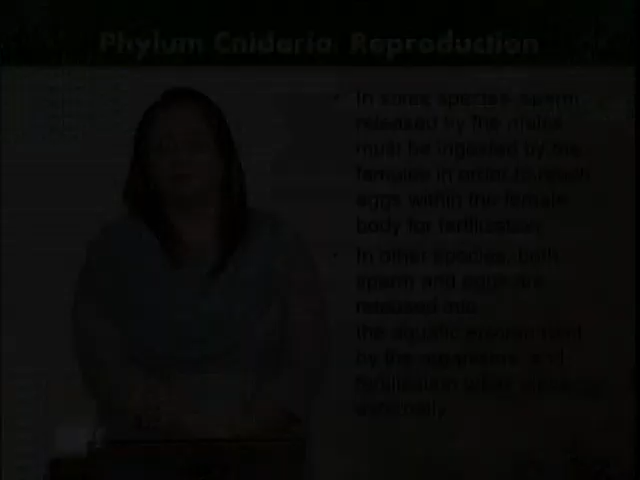 Phylum Cnidaria: Reproduction
• In some species, sperm
released by the males
must be ingested by the
females in order to reach
eggs within the female
body for fertilization.
• In other species, both
sperm and eggs are
released into
the aquatic environment
by the organisms, and
fertilization
externally.